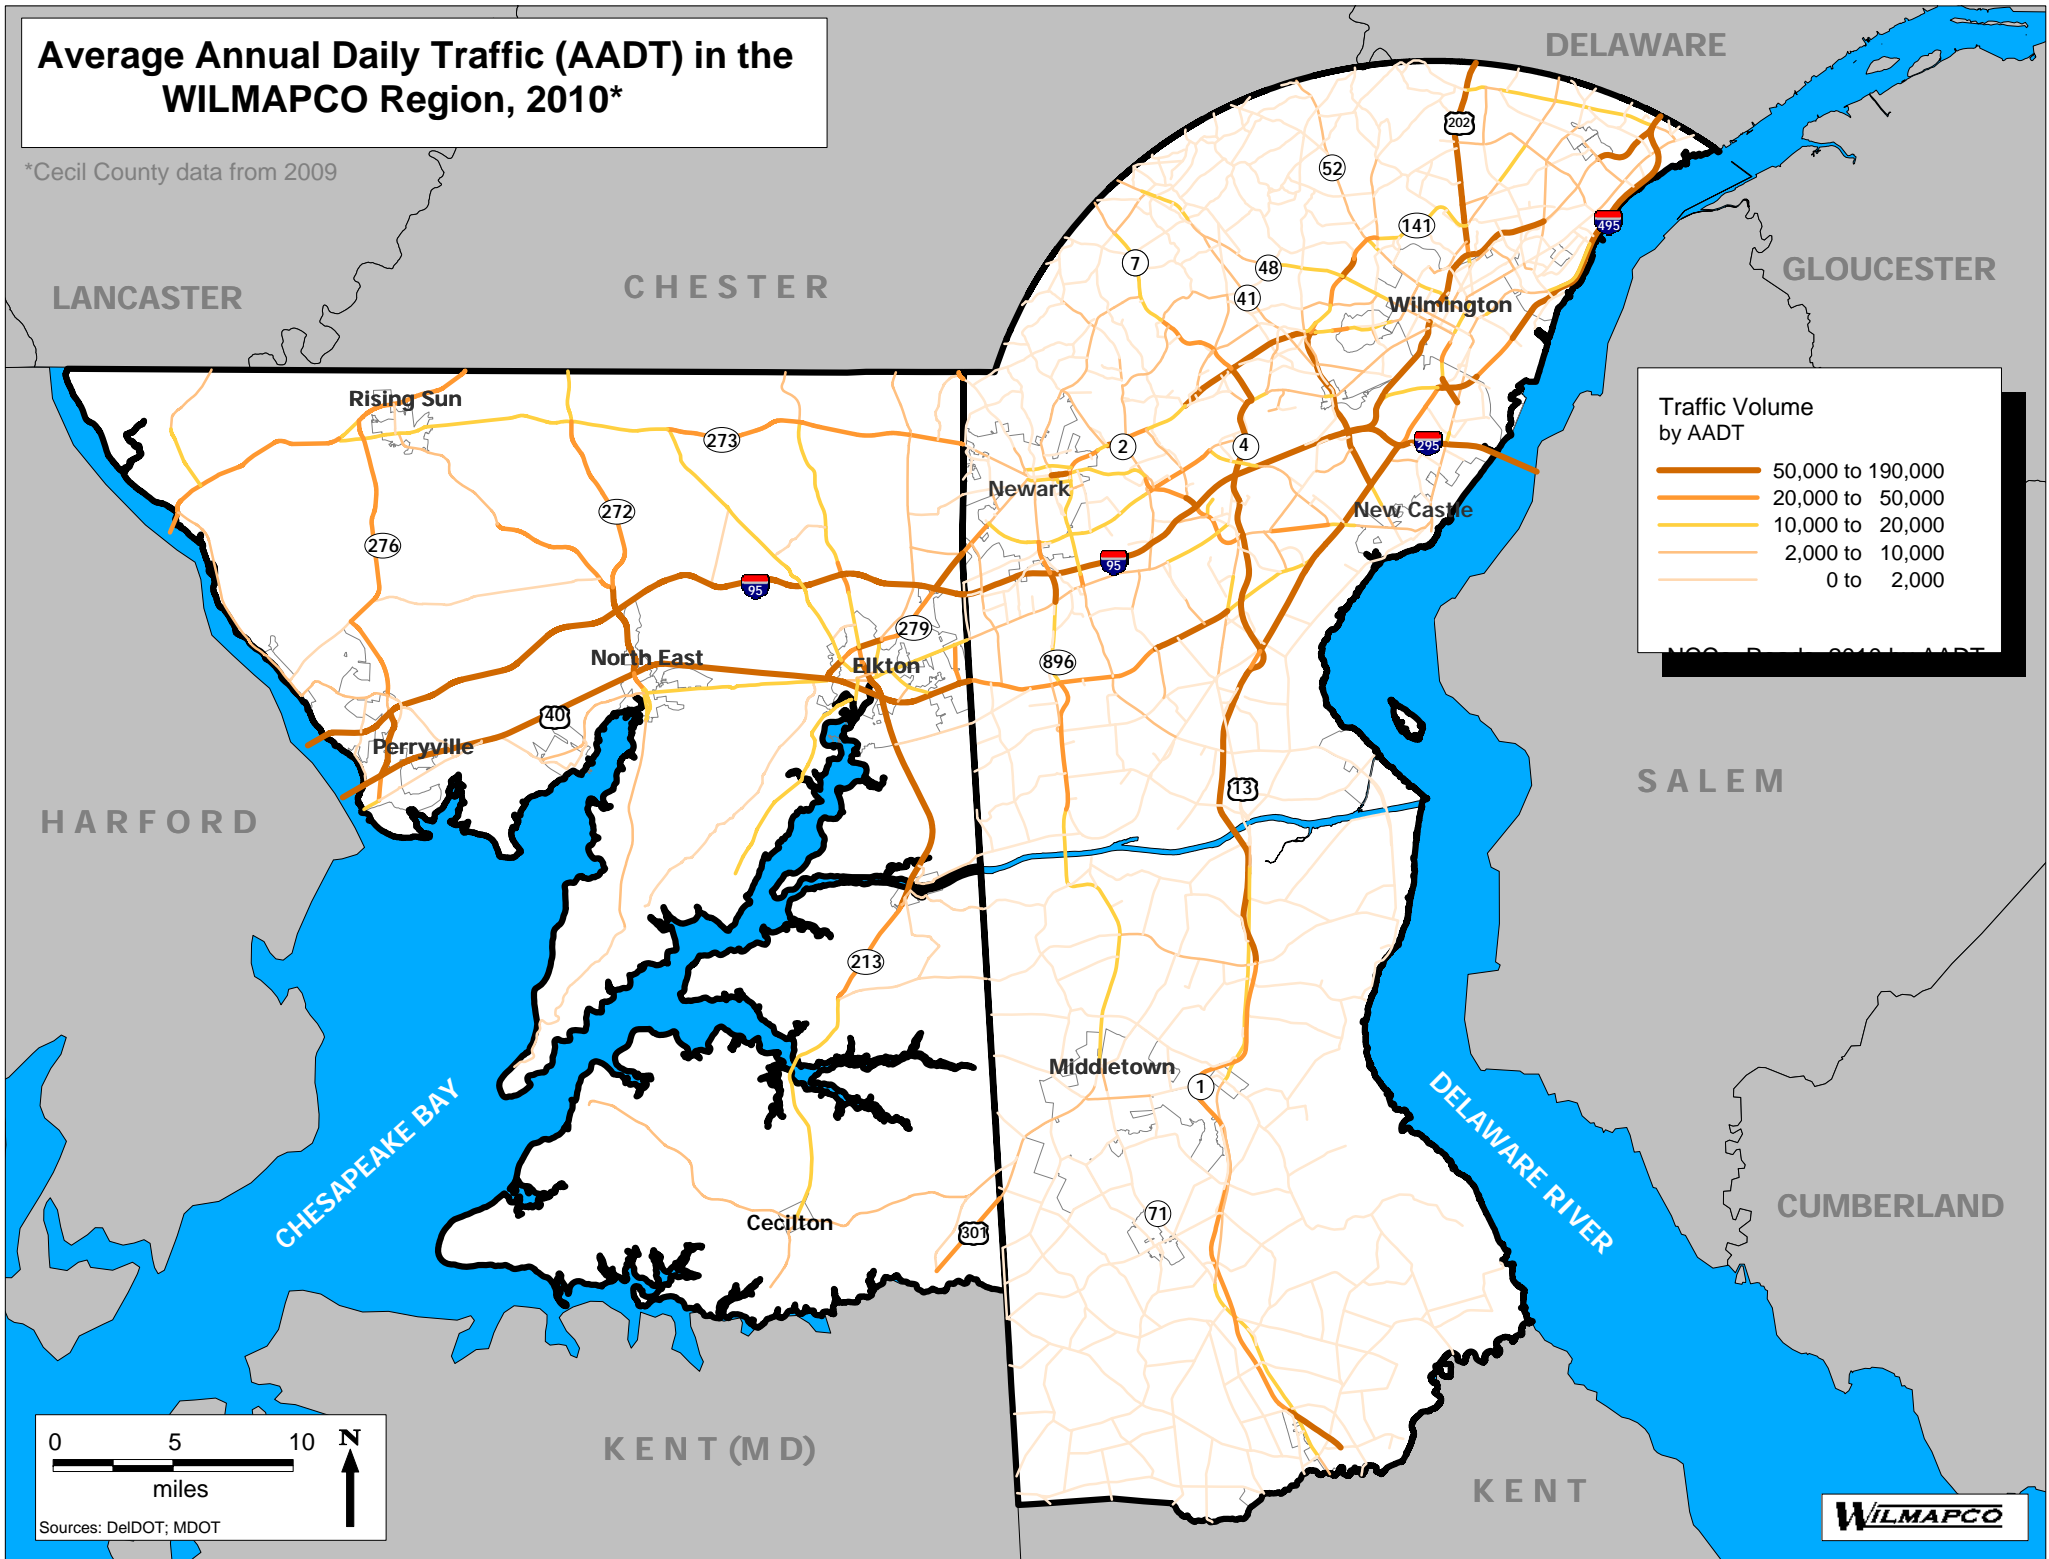 Average Annual Daily Traffic (AADT) in the
WILMAPCO Region, 2010*
*Cecil County data from 2009
DELAWARE
LANCASTER
CHESTER
GLOUCESTER
HARFORD
SALEM
CUMBERLAND
KENT (MD)
KENT
CHESAPEAKE BAY
DELAWARE RIVER
202
52
141
495
7
48
41
Wilmington
Rising Sun
273
2
4
295
Newark
New Castle
272
276
95
95
279
North East
Elkton
896
40
Perryville
13
213
Middletown
1
Cecilton
301
71
Traffic Volume
by AADT
50,000 to 190,000
20,000 to 50,000
10,000 to 20,000
2,000 to 10,000
0 to 2,000
0 5 10
miles
N
Sources: DelDOT; MDOT
WILMAPCO